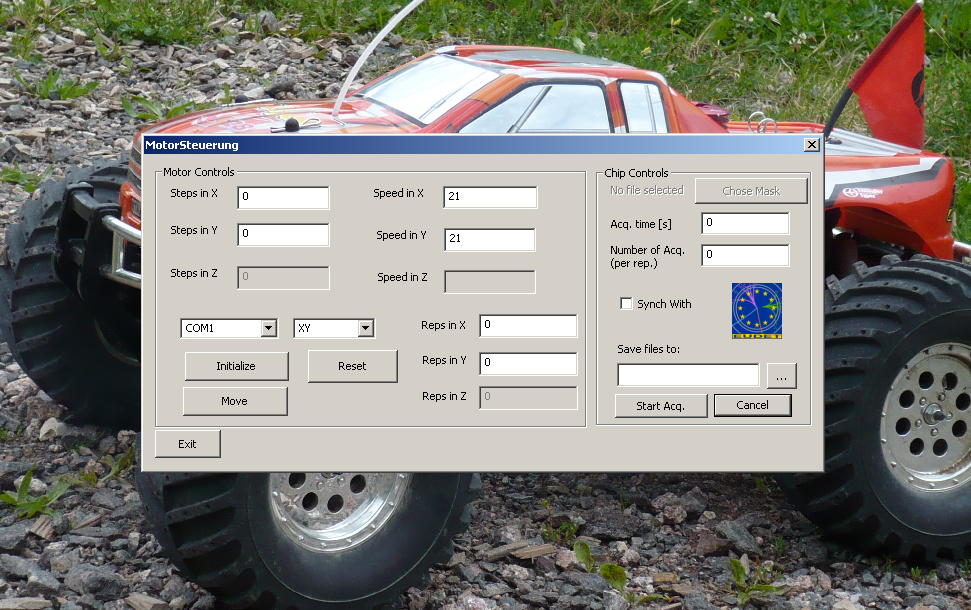 MotorSteuerung
Motor Controls
Steps in X
0
Speed in X
21
Steps in Y
0
Speed in Y
21
Steps in Z
0
Speed in Z
COM1
XY
Reps in X
0
Initialize
Reset
Reps in Y
0
Move
Reps in Z
0
Exit
Chip Controls
No file selected
Chose Mask
Acq. time [s]
0
Number of Acq.
(per rep.)
0
Synch With
EUDET
Save files to:
...
Start Acq.
Cancel